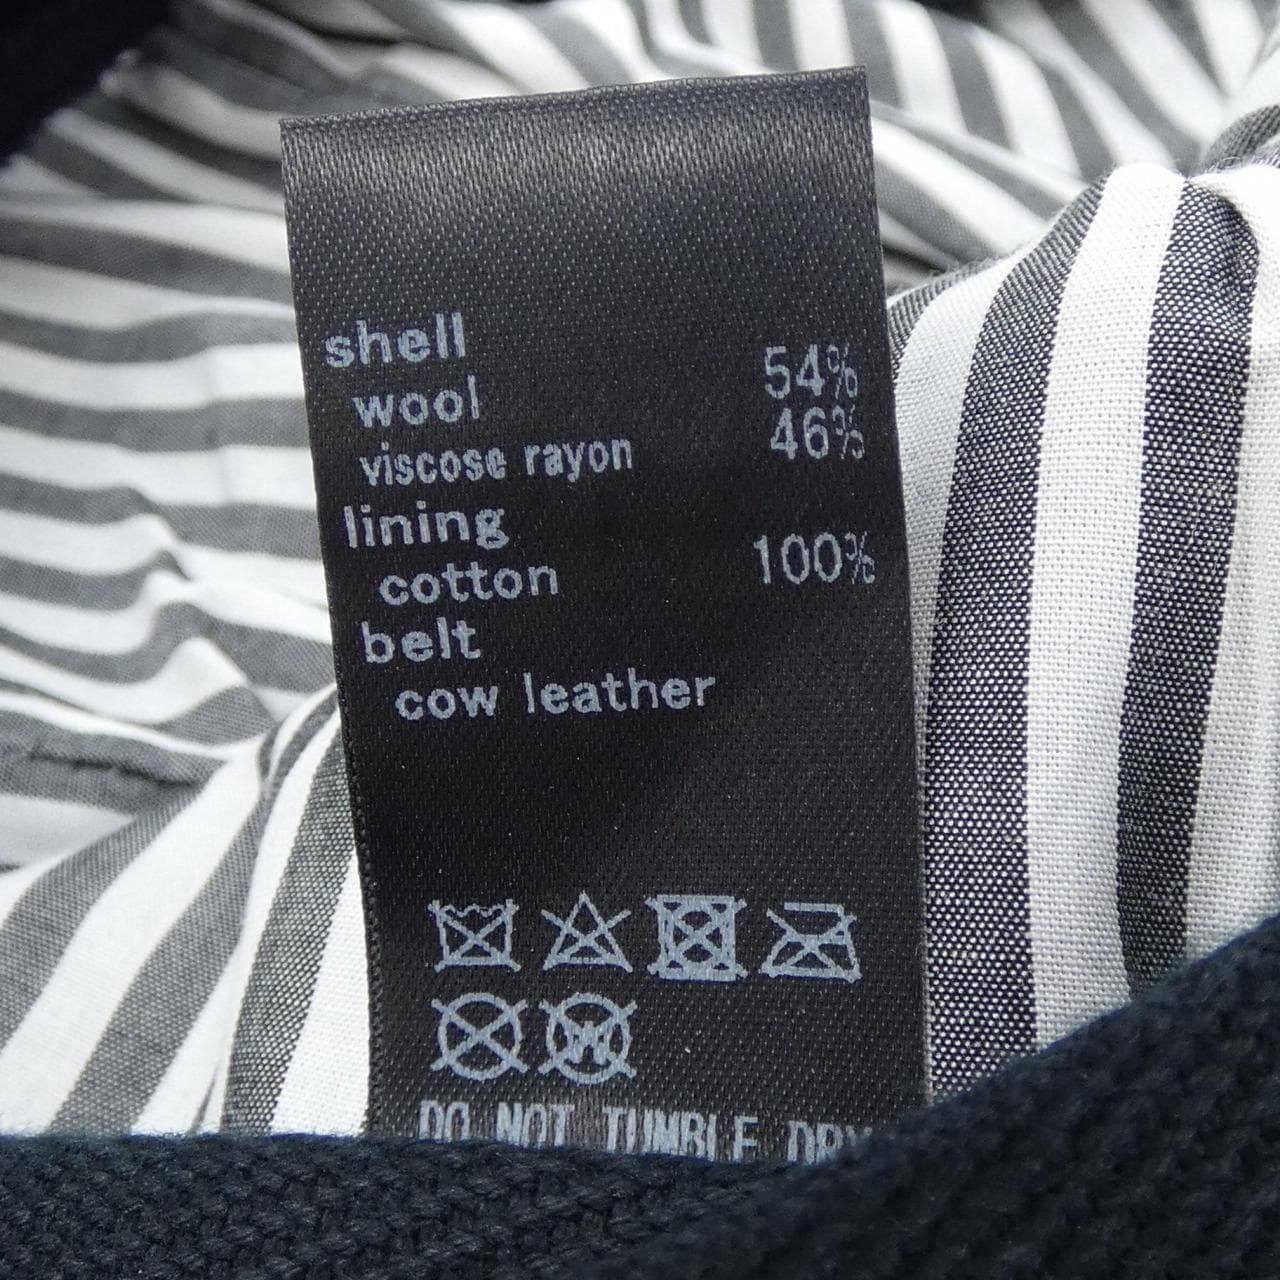 shell
wool 54%
viscose rayon 46%
lining
cotton 100%
belt
cow leather
W
DO NOT TUMBLE DRY